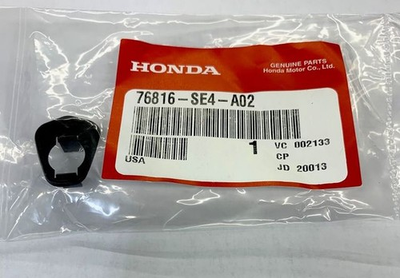 HONDA
GENUINE PARTS
Honda Motor Co., Ltd.
76816-SE4-A02
1
VC 002133
CP
USA
JD 20013